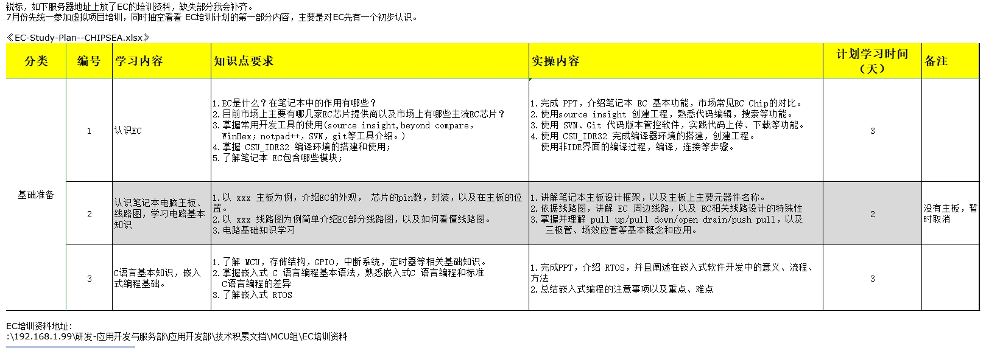 锐标，如下服务器地址上放了EC的培训资料，缺失部分我会补齐。
7月份先统一参加虚拟项目培训，同时抽空看看 EC培训计划的第一部分内容，主要是对EC先有一个初步认识。
《EC-Study-Plan--CHIPSEA.xlsx》
分类 编号 学习内容 知识点要求 实操内容 计划学习时间（天） 备注
基础准备
1
认识EC
1.EC是什么？在笔记本中的作用有哪些？
2.目前市场上主要有哪几家EC芯片提供商以及市场上有哪些主流EC芯片？
3.掌握常用开发工具的使用(source insight,beyond compare，
WinHex；notpad++，SVN，git等工具介绍。)
4.掌握 CSU_IDE32 编译环境的搭建和使用；
5.了解笔记本 EC包含哪些模块；
1.完成 PPT，介绍笔记本 EC 基本功能，市场常见EC Chip的对比。
2.使用source insight 创建工程，熟悉代码编辑，搜索等功能。
3.使用 SVN、Git 代码版本管控软件，实践代码上传、下载等功能。
4.使用 CSU_IDE32 完成编译器环境的搭建，创建工程。
使用非IDE界面的编译过程，编译，连接等步骤。
3
2
认识笔记本电脑主板、
线路图，学习电路基本
知识
1.以 xxx 主板为例，介绍EC的外观， 芯片的pin数，封装，以及在主板的位
置。
2.以 xxx 线路图为例简单介绍EC部分线路图，以及如何看懂线路图。
3.电路基础知识学习
1.讲解笔记本主板设计框架，以及主板上主要元器件名称。
2.依据线路图，讲解 EC 周边线路，以及 EC相关线路设计的特殊性
3.掌握并理解 pull up/pull down/open drain/push pull，以及
三极管、场效应管等基本概念和应用。
2
没有主板，暂
时取消
3
C语言基本知识，嵌入
式编程基础。
1.了解 MCU，存储结构，GPIO，中断系统，定时器等相关基础知识。
2.掌握嵌入式 C 语言编程基本语法，熟悉嵌入式C 语言编程和标准
C语言编程的差异
3.了解嵌入式 RTOS
1.完成PPT，介绍 RTOS，并且阐述在嵌入式软件开发中的意义、流程、
方法
2.总结嵌入式编程的注意事项以及重点、难点
3
EC培训资料地址:
:\192.168.1.99\研发-应用开发与服务部\应用开发部\技术积累文档\MCU组\EC培训资料